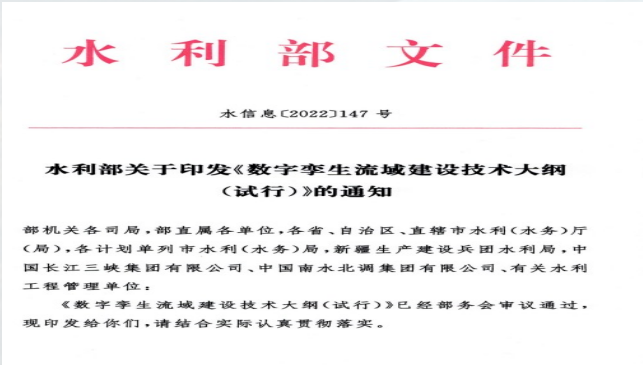 水利部文件
水信息〔2022〕147 号
水利部关于印发《数字孪生流域建设技术大纲
（试行）》的通知
部机关各司局，部直属各单位，各省、自治区、直辖市水利（水务）厅
（局），各计划单列市水利（水务）局，新疆生产建设兵团水利局，中
国长江三峡集团有限公司、中国南水北调集团有限公司、有关水利
工程管理单位：
《数字孪生流域建设技术大纲（试行）》已经部务会审议通过，
现印发给你们，请结合实际认真贯彻落实。